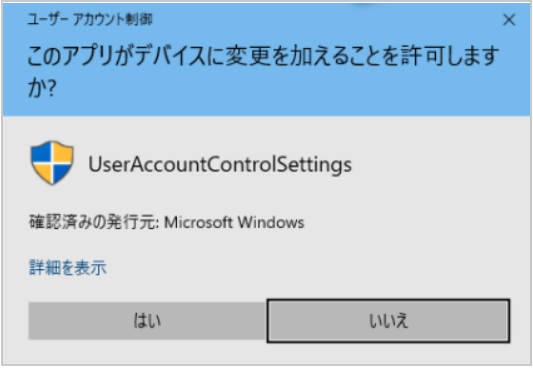 ユーザー アカウント制御
このアプリがデバイスに変更を加えることを許可します
か?
UserAccountControlSettings
確認済みの発行元: Microsoft Windows
詳細を表示
はい
いいえ